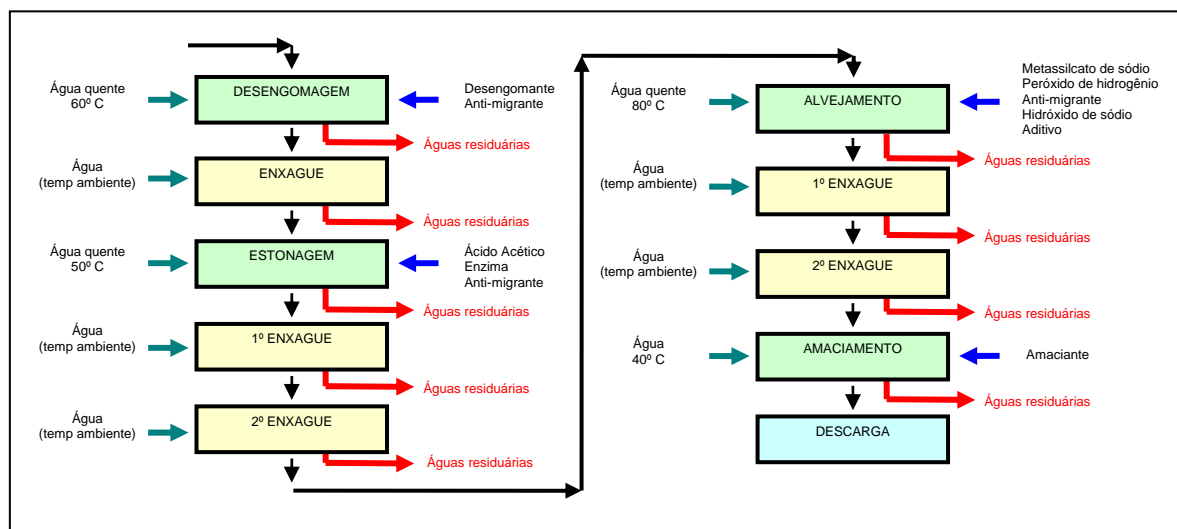 Água quente
60º C
DESENGOMAGEM
Desengomante
Anti-migrante
Águas residuárias
Água
(temp ambiente)
ENXAGUE
Águas residuárias
Água quente
50º C
ESTONAGEM
Ácido Acético
Enzima
Anti-migrante
Águas residuárias
Água
(temp ambiente)
1º ENXAGUE
Águas residuárias
Água
(temp ambiente)
2º ENXAGUE
Águas residuárias
Água quente
80º C
ALVEJAMENTO
Metassilcato de sódio
Peróxido de hidrogênio
Anti-migrante
Hidróxido de sódio
Aditivo
Águas residuárias
Água
(temp ambiente)
1º ENXAGUE
Águas residuárias
Água
(temp ambiente)
2º ENXAGUE
Águas residuárias
Água
40º C
AMACIAMENTO
Amaciante
Águas residuárias
DESCARGA